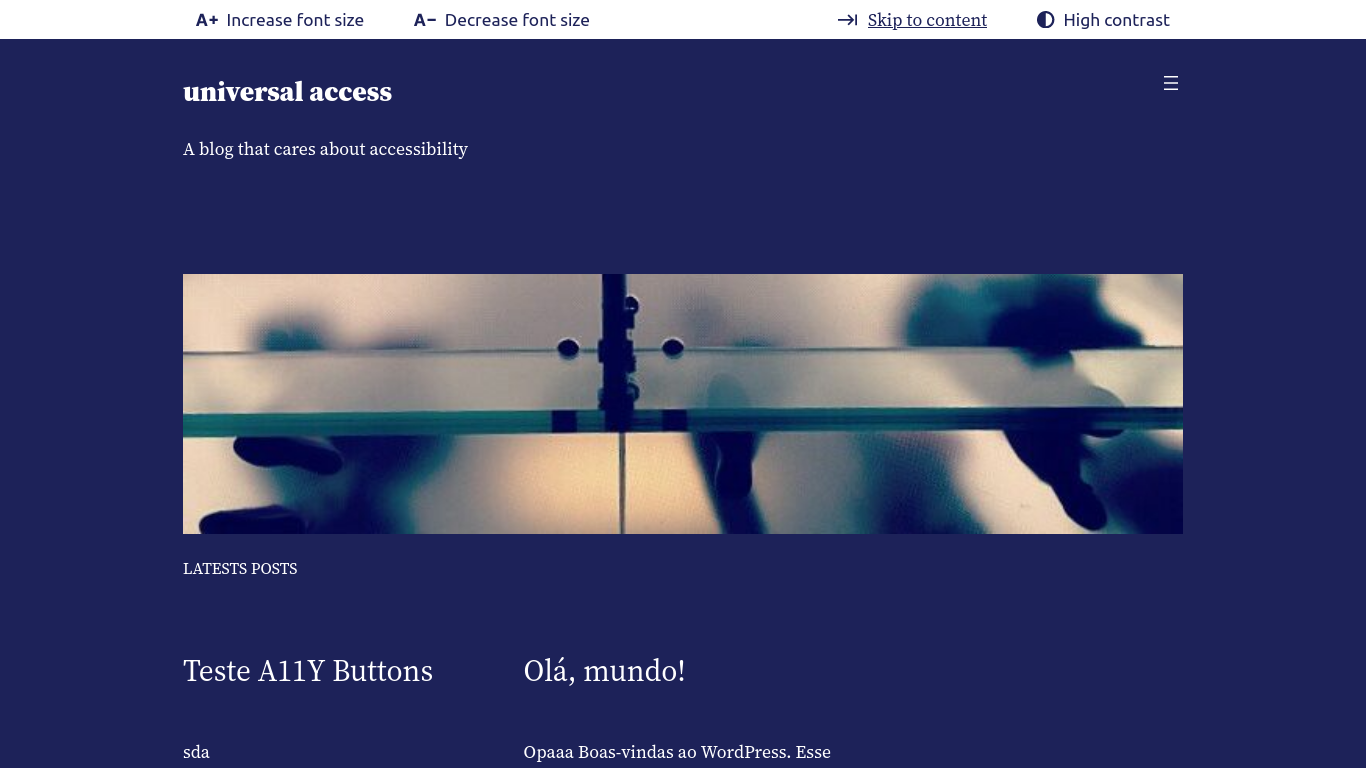 A+ Increase font size
A− Decrease font size
Skip to content
High contrast
universal access
A blog that cares about accessibility
LATESTS POSTS
Teste A11Y Buttons
Olá, mundo!
sda
Opaaa Boas-vindas ao WordPress. Esse